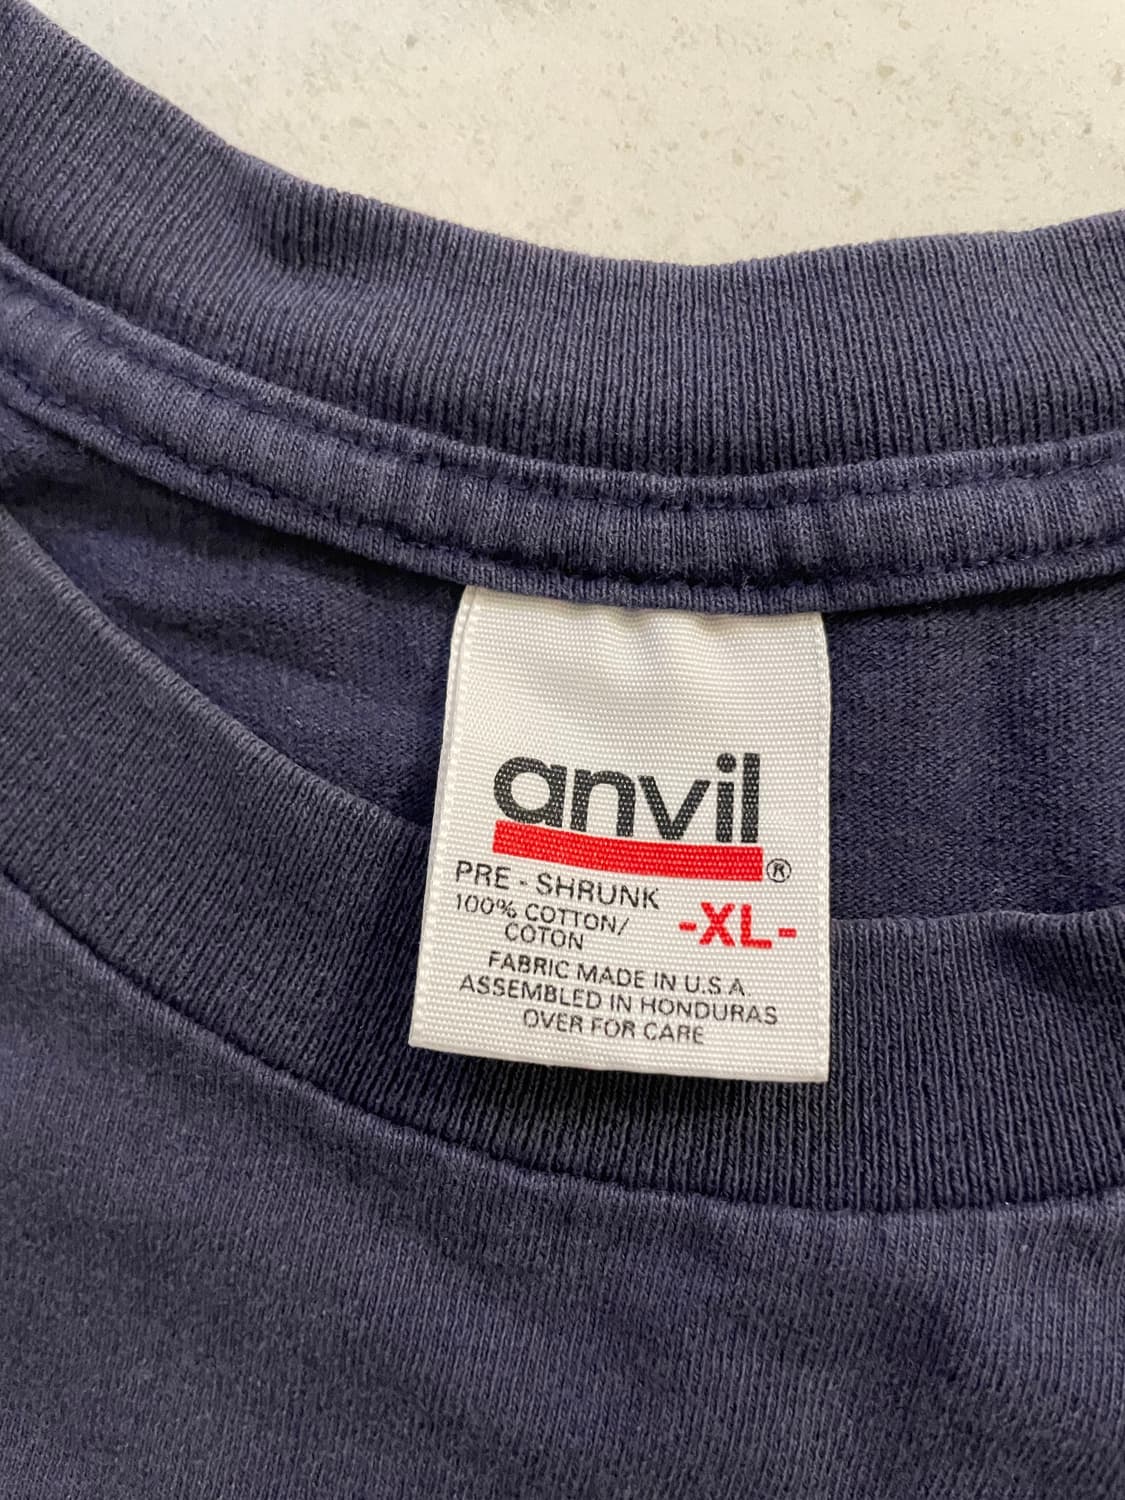 anvil®
PRE - SHRUNK
100% COTTON/
COTON
-XL-
FABRIC MADE IN U.S.A.
ASSEMBLED IN HONDURAS
OVER FOR CARE